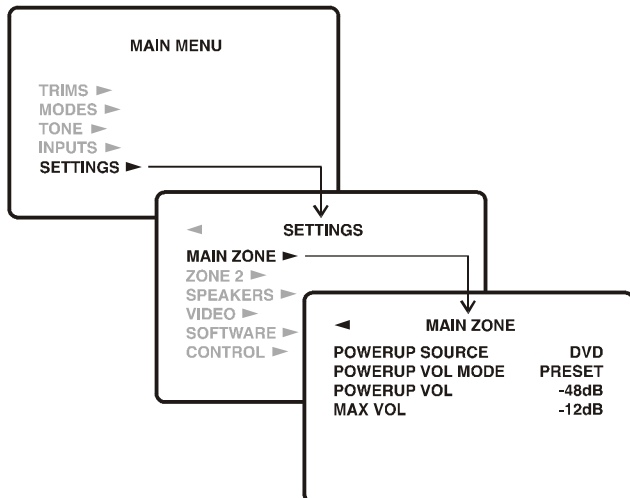 MAIN MENU
TRIMS ►
MODES ►
TONE ►
INPUTS ►
SETTINGS ►
◄ SETTINGS
MAIN ZONE ►
ZONE 2 ►
SPEAKERS ►
VIDEO ►
SOFTWARE ►
CONTROL ►
◄ MAIN ZONE
POWERUP SOURCE DVD
POWERUP VOL MODE PRESET
POWERUP VOL -48dB
MAX VOL -12dB